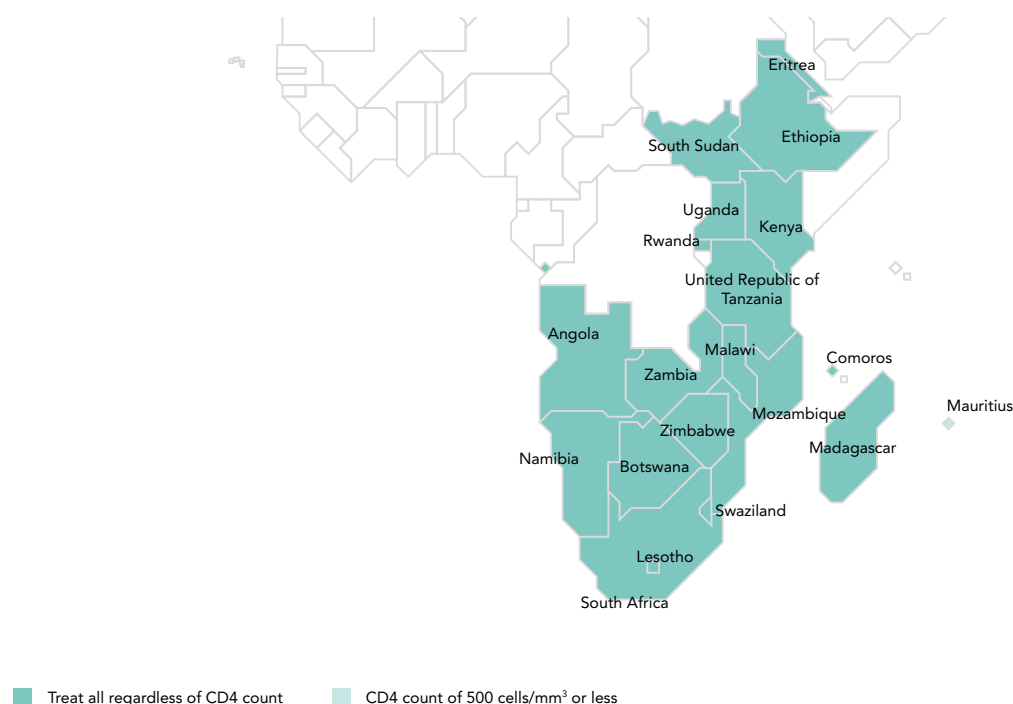 Eritrea
Ethiopia
South Sudan
Uganda
Kenya
Rwanda
United Republic of
Tanzania
Angola
Malawi
Comoros
Zambia
Mauritius
Mozambique
Zimbabwe
Madagascar
Namibia
Botswana
Swaziland
Lesotho
South Africa
Treat all regardless of CD4 count
CD4 count of 500 cells/mm³ or less